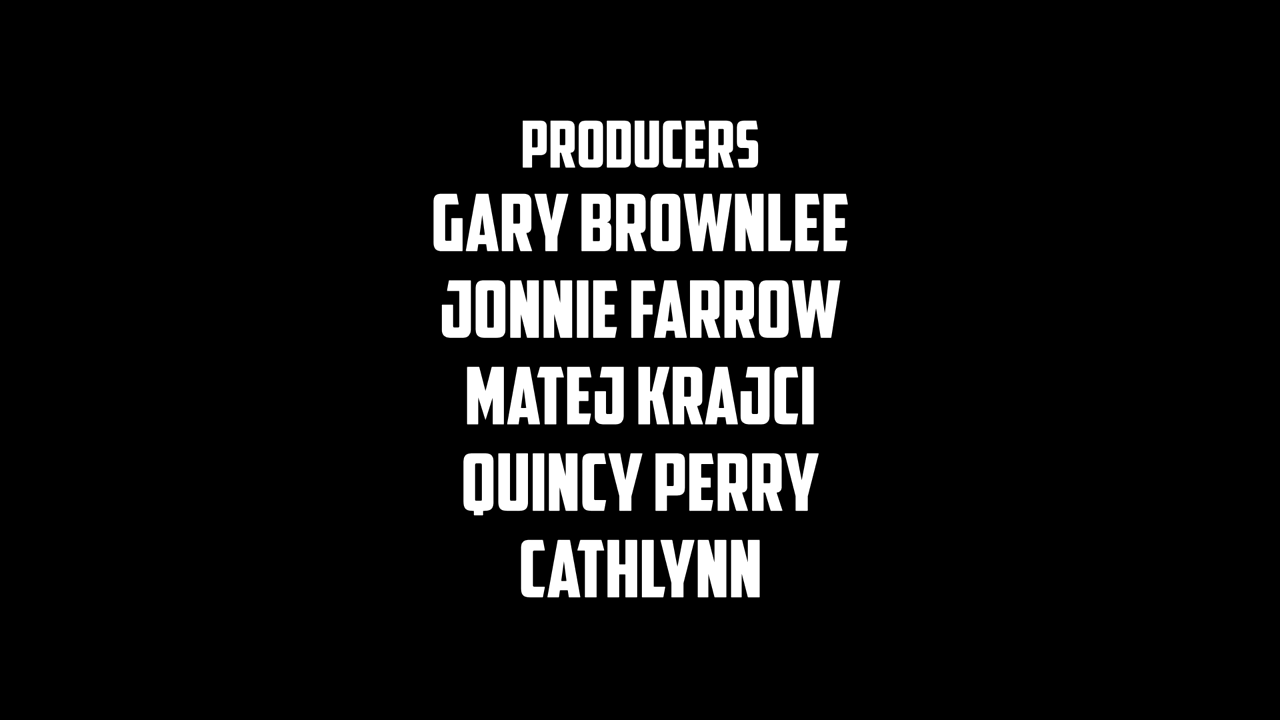 PRODUCERS
GARY BROWNLEE
JONNIE FARROW
MATEJ KRAJCI
QUINCY PERRY
CATHLYNN